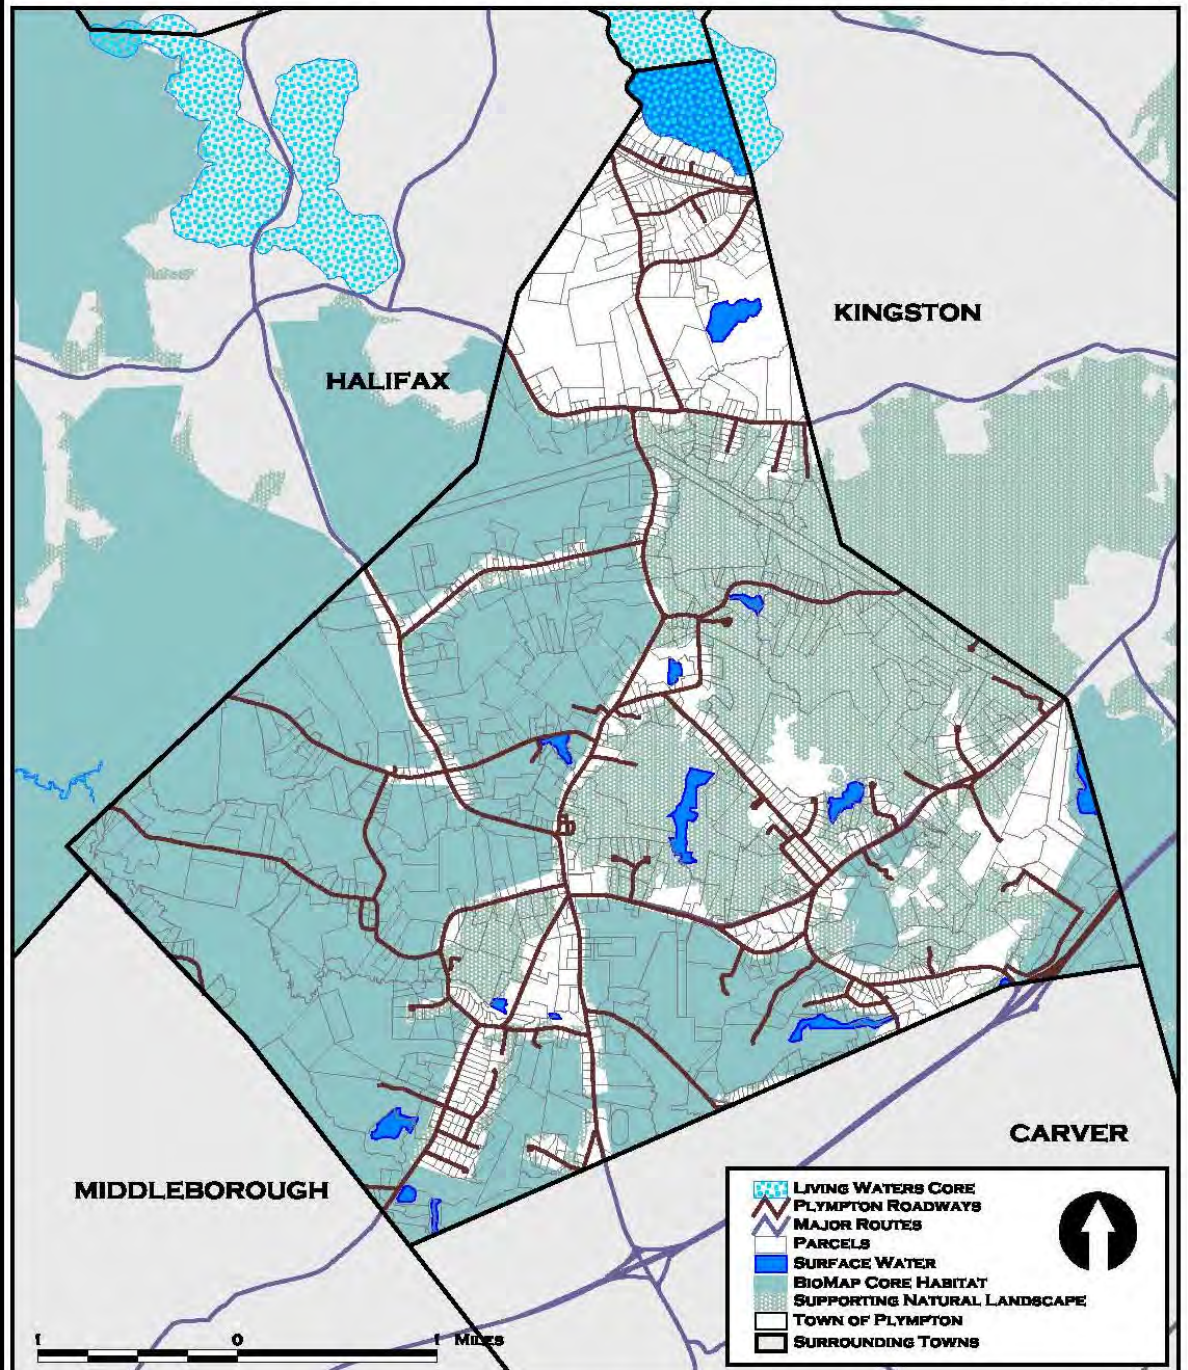 KINGSTON
HALIFAX
CARVER
MIDDLEBOROUGH
LIVING WATERS CORE
PLYMPTON ROADWAYS
MAJOR ROUTES
PARCELS
SURFACE WATER
BIOMAP CORE HABITAT
SUPPORTING NATURAL LANDSCAPE
TOWN OF PLYMPTON
SURROUNDING TOWNS
1 0 1 MILES